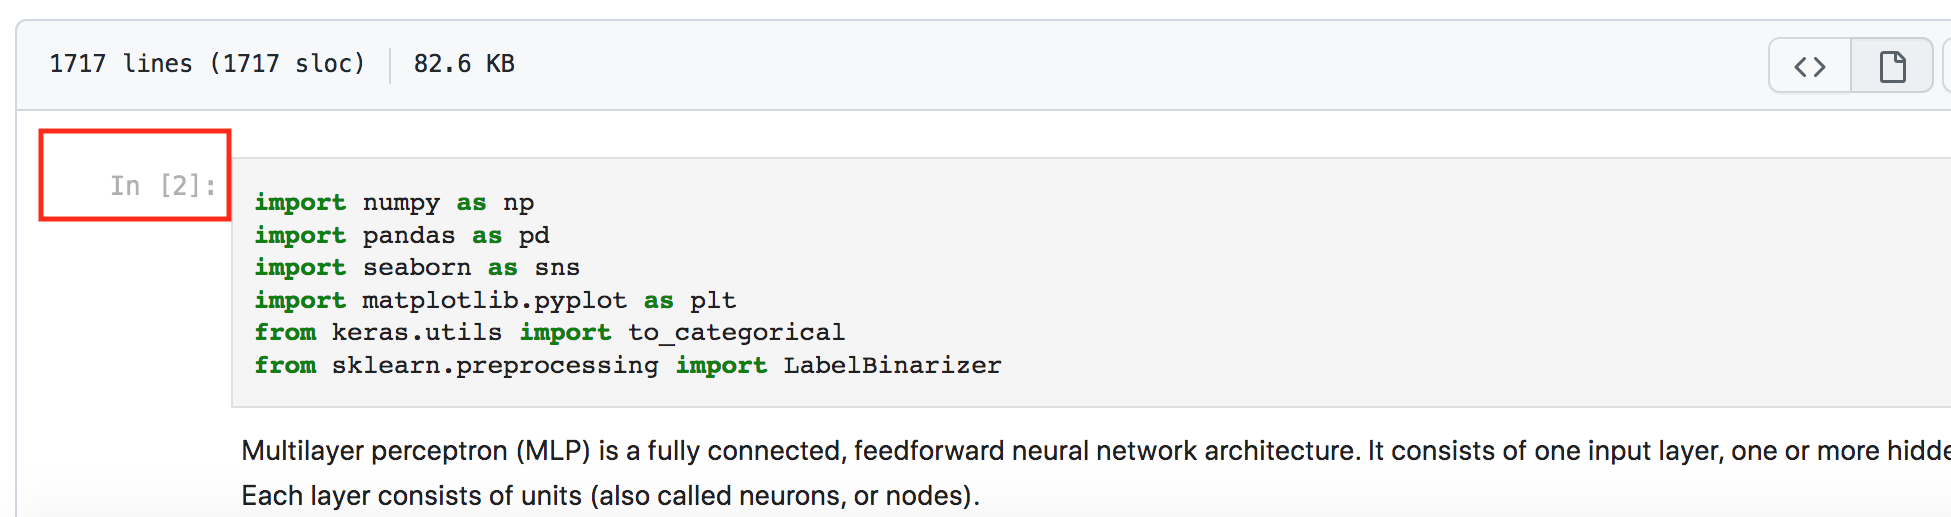 1717 lines (1717 sloc) 82.6 KB
In [2]:
import numpy as np
import pandas as pd
import seaborn as sns
import matplotlib.pyplot as plt
from keras.utils import to_categorical
from sklearn.preprocessing import LabelBinarizer
Multilayer perceptron (MLP) is a fully connected, feedforward neural network architecture. It consists of one input layer, one or more hidde
Each layer consists of units (also called neurons, or nodes).